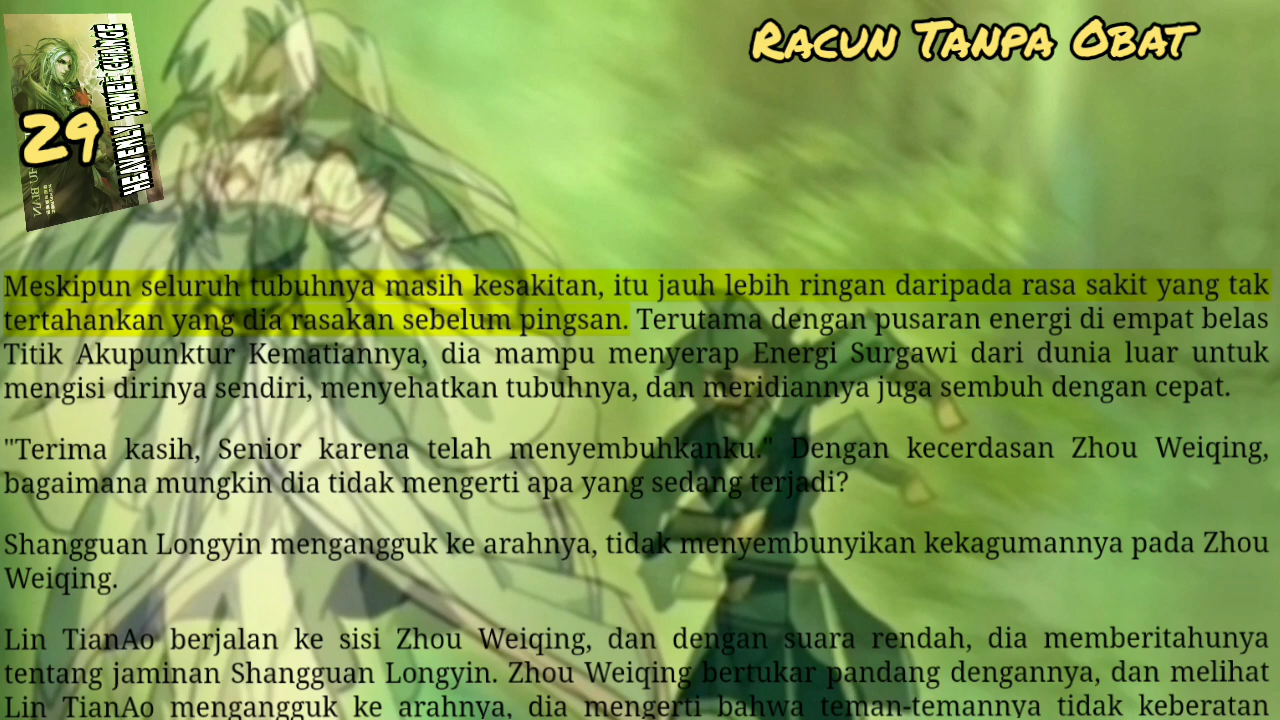 Racun Tanpa Obat
HEAVENLY JEWEL CHANGE
29
Meskipun seluruh tubuhnya masih kesakitan, itu jauh lebih ringan daripada rasa sakit yang tak
tertahankan yang dia rasakan sebelum pingsan. Terutama dengan pusaran energi di empat belas
Titik Akupunktur Kematiannya, dia mampu menyerap Energi Surgawi dari dunia luar untuk
mengisi dirinya sendiri, menyehatkan tubuhnya, dan meridiannya juga sembuh dengan cepat.
"Terima kasih, Senior karena telah menyembuhkanku." Dengan kecerdasan Zhou Weiqing,
bagaimana mungkin dia tidak mengerti apa yang sedang terjadi?
Shangguan Longyin mengangguk ke arahnya, tidak menyembunyikan kekagumannya pada Zhou
Weiqing.
Lin TianAo berjalan ke sisi Zhou Weiqing, dan dengan suara rendah, dia memberitahunya
tentang jaminan Shangguan Longyin. Zhou Weiqing bertukar pandang dengannya, dan melihat
Lin TianAo mengangguk ke arahnya, dia mengerti bahwa teman-temannya tidak keberatan